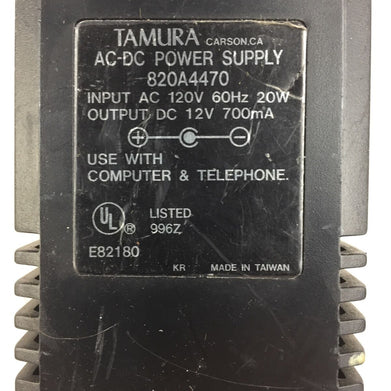 TAMURA CARSON,CA
AC-DC POWER SUPPLY
820A4470
INPUT AC 120V 60Hz 20W
OUTPUT DC 12V 700mA
USE WITH
COMPUTER & TELEPHONE.
UL ® LISTED
996Z
E82180
KR MADE IN TAIWAN